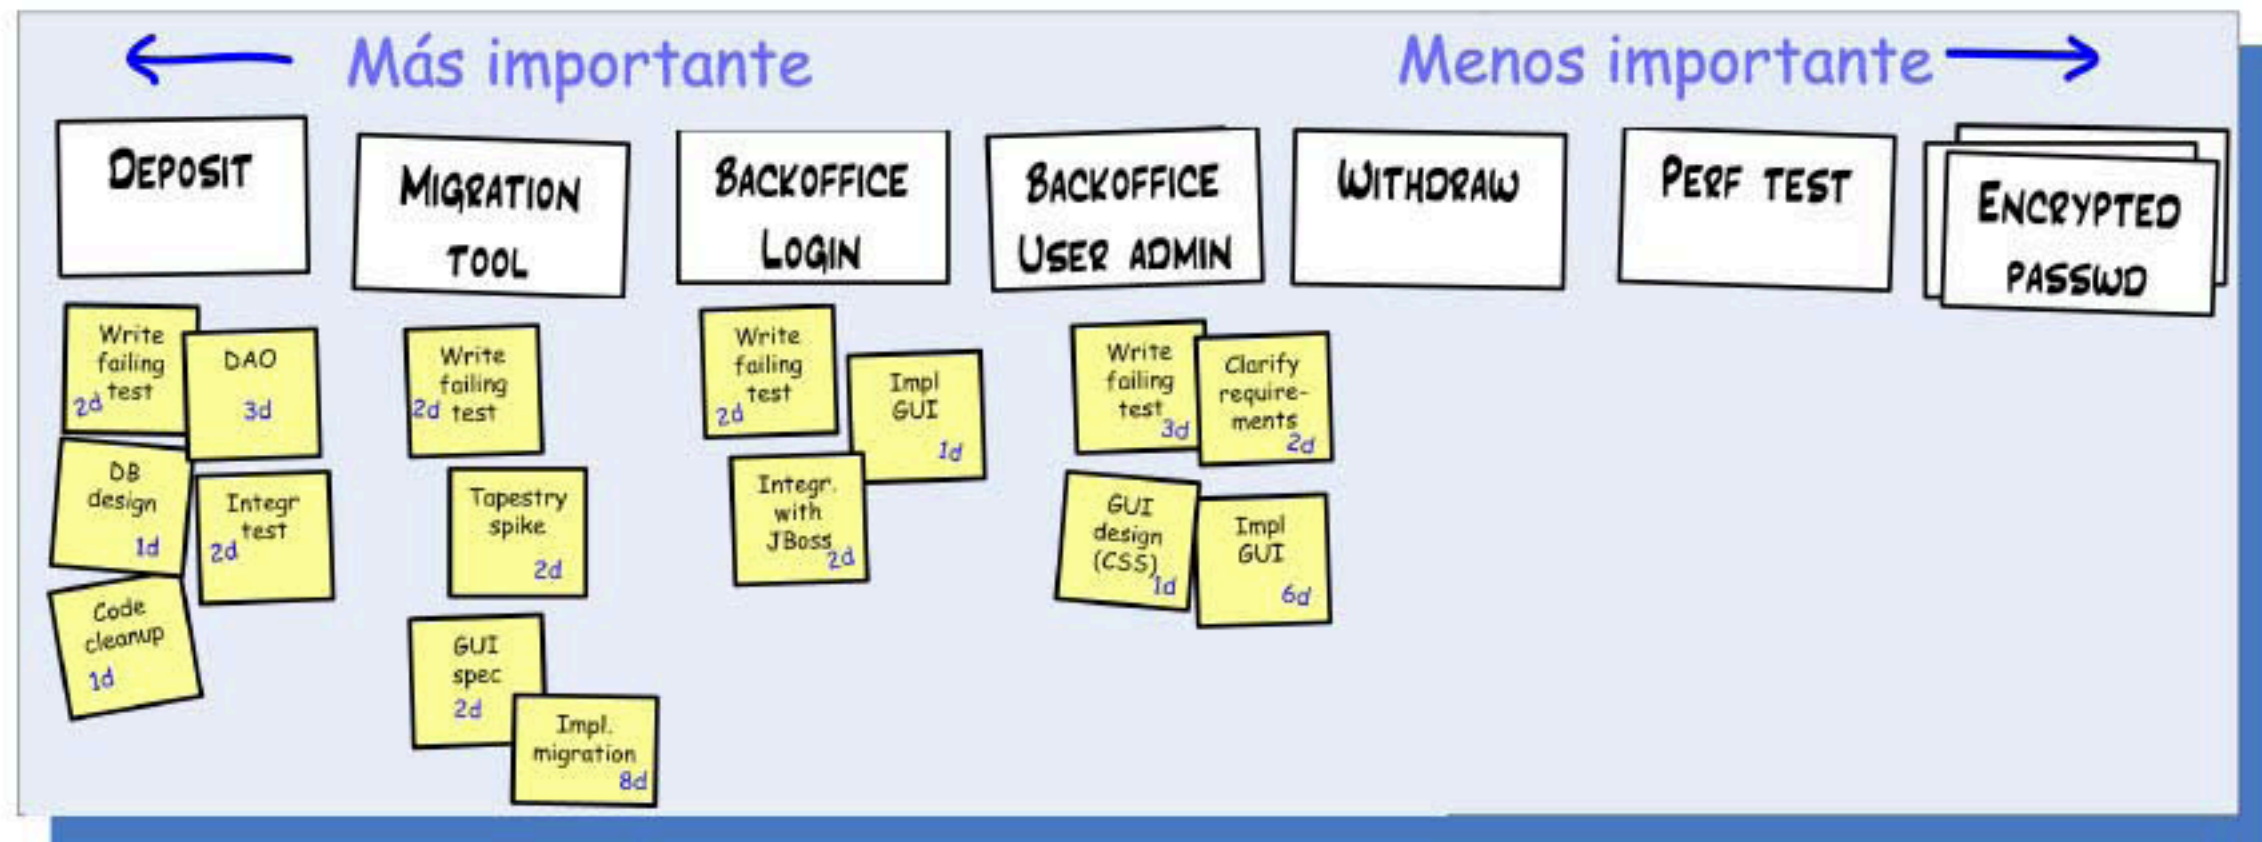 Más importante
Menos importante
DEPOSIT
MIGRATION
TOOL
BACKOFFICE
LOGIN
BACKOFFICE
USER ADMIN
WITHDRAW
PERF TEST
ENCRYPTED
PASSWD
Write
failing
test
2d
DAO
3d
DB
design
1d
Integr
test
2d
Code
cleanup
1d
Write
failing
test
2d
Tapestry
spike
2d
GUI
spec
2d
Impl.
migration
8d
Write
failing
test
2d
Impl
GUI
1d
Integr.
with
JBoss
2d
Write
failing
test
3d
Clarify
require-
ments
2d
GUI
design
(CSS)
1d
Impl
GUI
6d